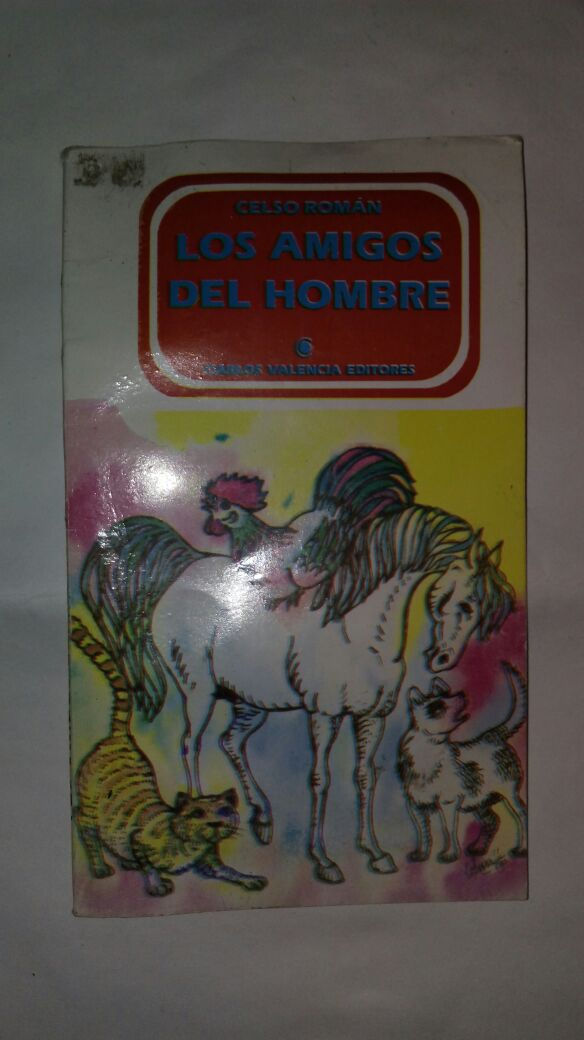 CELSO ROMÁN
LOS AMIGOS
DEL HOMBRE
CARLOS VALENCIA EDITORES